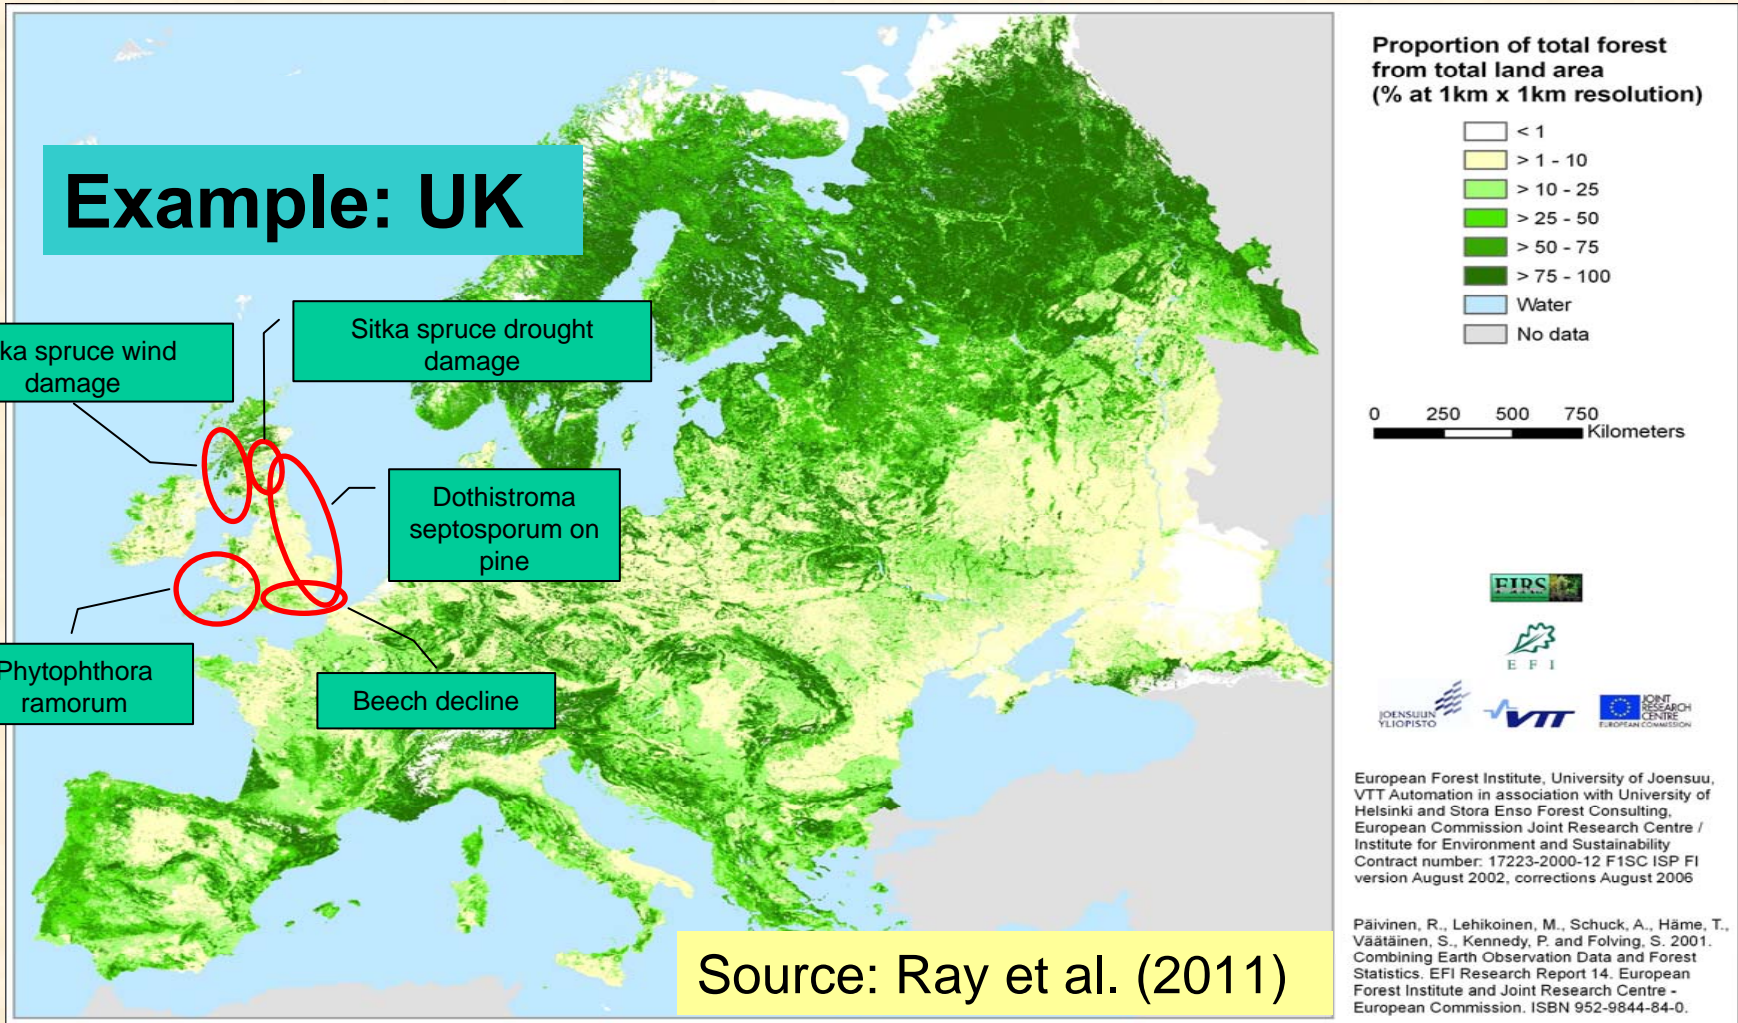 Example: UK
ka spruce wind
damage
Sitka spruce drought
damage
Dothistroma
septosporum on
pine
Phytophthora
ramorum
Beech decline
Source: Ray et al. (2011)
Proportion of total forest
from total land area
(% at 1km x 1km resolution)
< 1
> 1 - 10
> 10 - 25
> 25 - 50
> 50 - 75
> 75 - 100
Water
No data
0 250 500 750
Kilometers
FIRS
EFI
JOENSUUN
YLIOPISTO
VTT
JOINT
RESEARCH
CENTRE
EUROPEAN COMMISSION
European Forest Institute, University of Joensuu,
VTT Automation in association with University of
Helsinki and Stora Enso Forest Consulting,
European Commission Joint Research Centre /
Institute for Environment and Sustainability
Contract number: 17223-2000-12 F1SC ISP FI
version August 2002, corrections August 2006
Päivinen, R., Lehikoinen, M., Schuck, A., Häme, T.,
Väätäinen, S., Kennedy, P. and Folving, S. 2001.
Combining Earth Observation Data and Forest
Statistics. EFI Research Report 14. European
Forest Institute and Joint Research Centre -
European Commission. ISBN 952-9844-84-0.